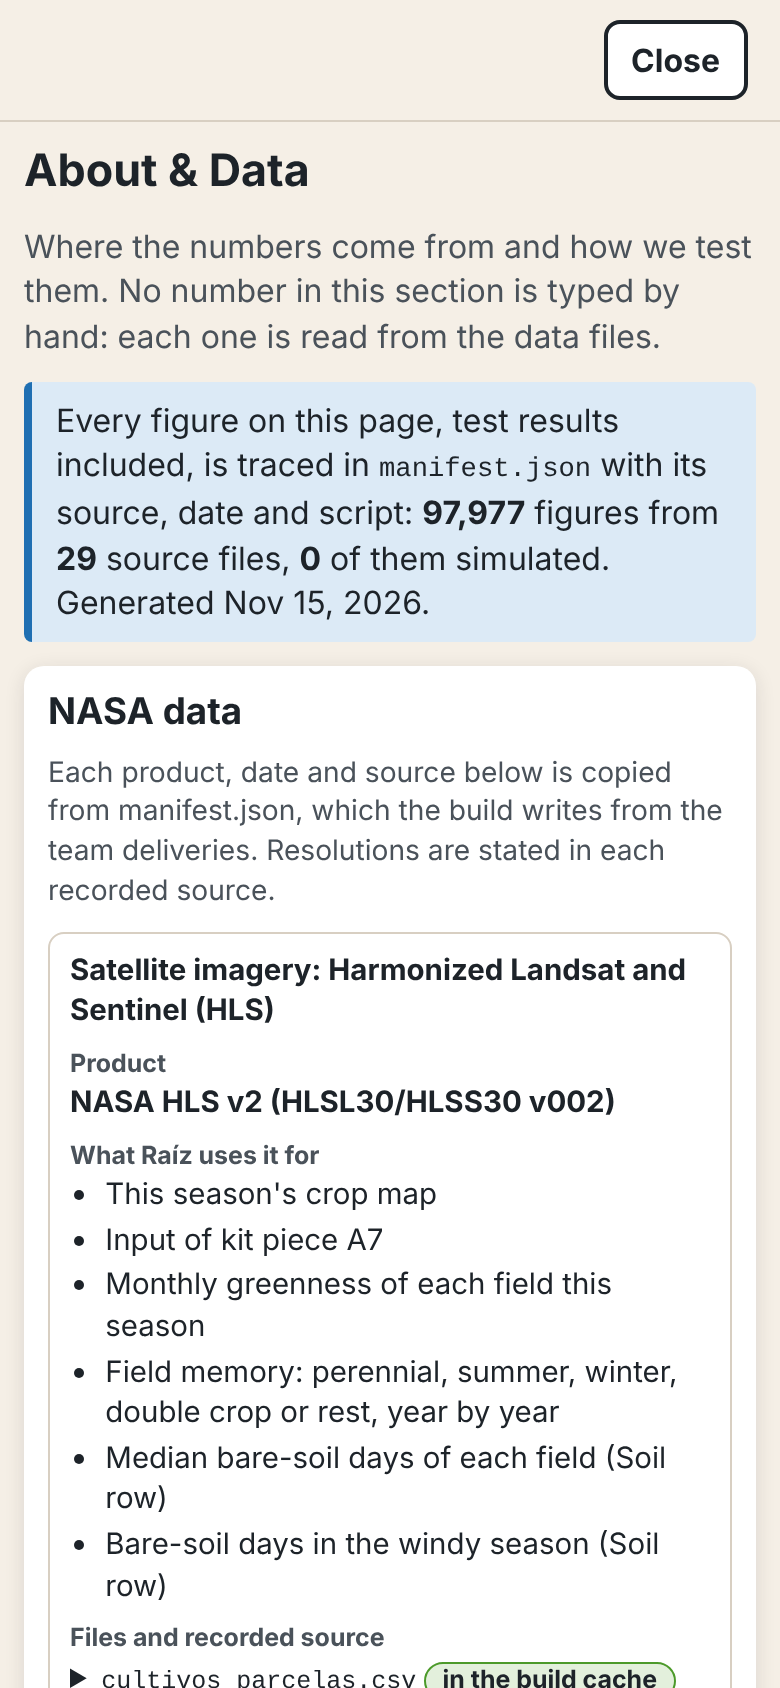 Close
About & Data
Where the numbers come from and how we test
them. No number in this section is typed by
hand: each one is read from the data files.
Every figure on this page, test results
included, is traced in manifest.json with its
source, date and script: 97,977 figures from
29 source files, 0 of them simulated.
Generated Nov 15, 2026.
NASA data
Each product, date and source below is copied
from manifest.json, which the build writes from the
team deliveries. Resolutions are stated in each
recorded source.
Satellite imagery: Harmonized Landsat and
Sentinel (HLS)
Product
NASA HLS v2 (HLSL30/HLSS30 v002)
What Raíz uses it for
• This season's crop map
• Input of kit piece A7
• Monthly greenness of each field this
season
• Field memory: perennial, summer, winter,
double crop or rest, year by year
• Median bare-soil days of each field (Soil
row)
• Bare-soil days in the windy season (Soil
row)
Files and recorded source
▶ cultivos_parcelas.csv in the build cache